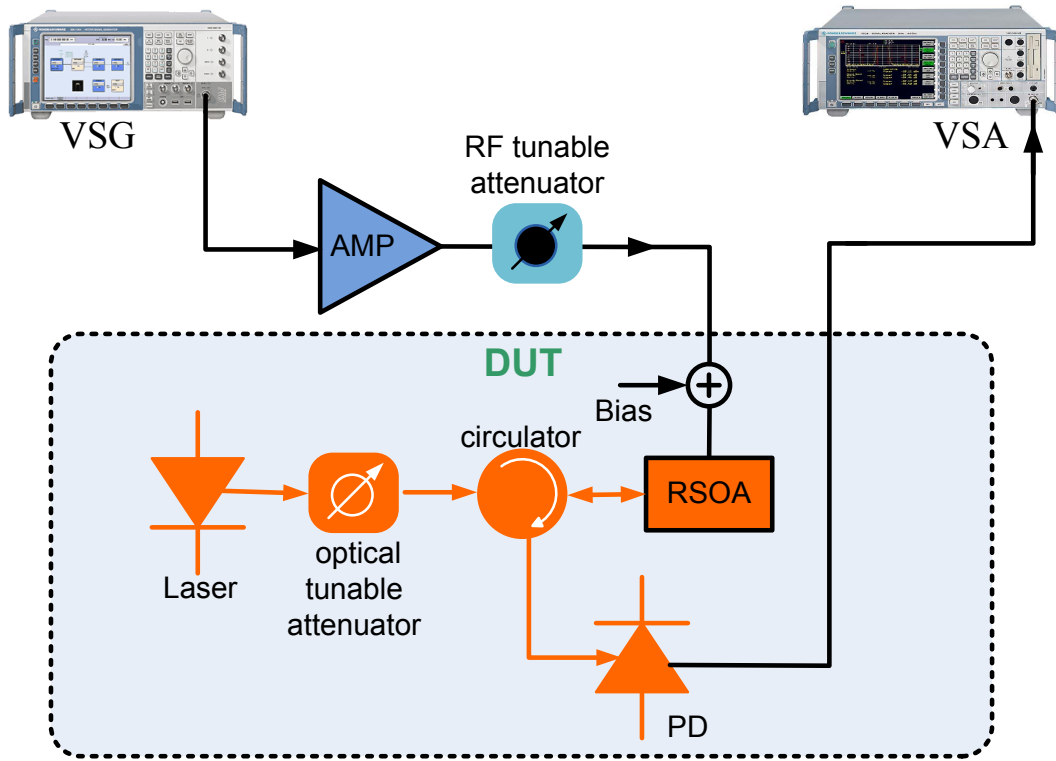 VSG
VSA
RF tunable
attenuator
AMP
DUT
Bias
circulator
RSOA
Laser
optical
tunable
attenuator
PD